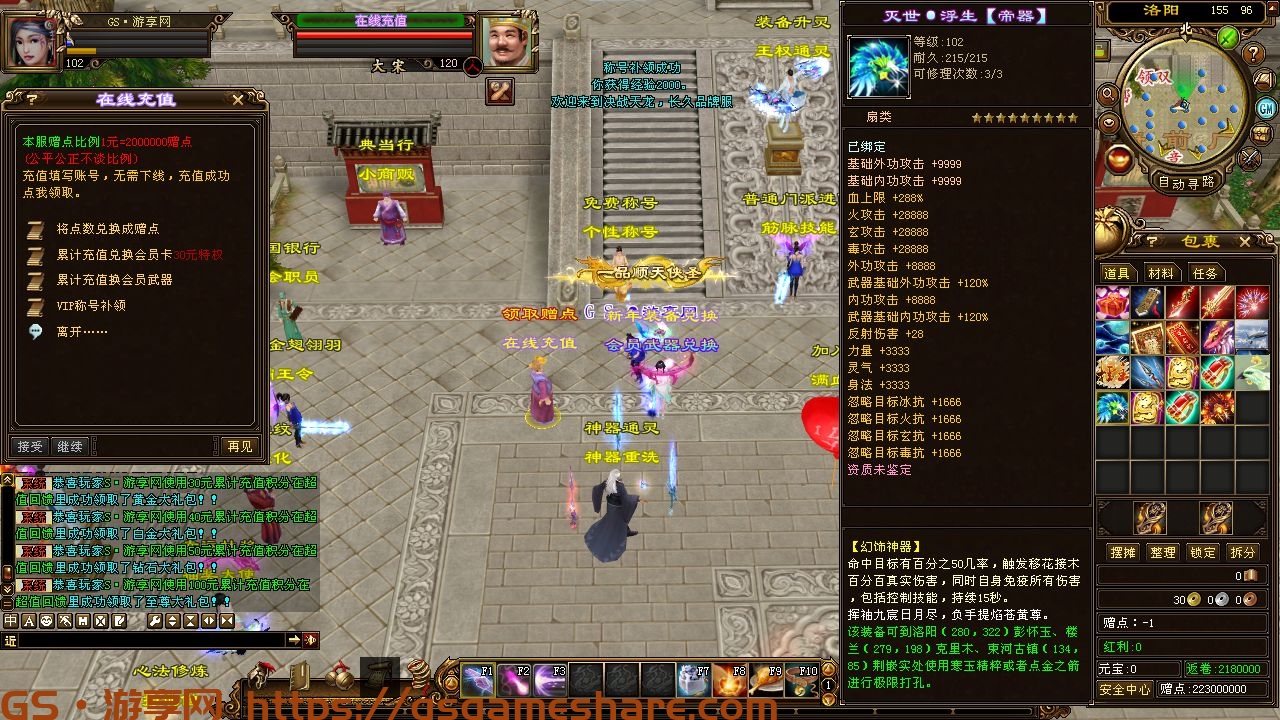 GS·游享网
102
在线充值
大宋
120
称号补领成功
你获得经验2000。
欢迎来到决战天龙，长久品牌服
装备升灵
王权通灵
洛阳
155 96
北
GM
自动寻路
在线充值
本服赠点比例1元=2000000赠点
(公平公正不谈比例)
充值填写账号，无需下线，充值成功
点我领取。
将点数兑换成赠点
累计充值兑换会员卡30元特权
累计充值换会员武器
VIP称号补领
离开……
接受
继续
再见
典当行
小商贩
免费称号
个性称号
普通门派进
筋脉技能
一品顺天侠圣
领取赠点
新年装备兑换
在线充值
会员武器兑换
神器通灵
神器重洗
心法修炼
恭喜玩家S·游享网使用30元累计充值积分在超
值回馈里成功领取了黄金大礼包！！
恭喜玩家S·游享网使用40元累计充值积分在超
值回馈里成功领取了白金大礼包！！
恭喜玩家S·游享网使用50元累计充值积分在超
值回馈里成功领取了钻石大礼包！！
恭喜玩家S·游享网使用100元累计充值积分在
超值回馈里成功领取了至尊大礼包！！
近
F1 F2 F3 F7 F8 F9 F10
灭世●浮生【帝器】
等级:102
耐久:215/215
可修理次数:3/3
扇类
已绑定
基础外功攻击 +9999
基础内功攻击 +9999
血上限 +288%
火攻击 +28888
玄攻击 +28888
毒攻击 +28888
外功攻击 +8888
武器基础外功攻击 +120%
内功攻击 +8888
武器基础内功攻击 +120%
反射伤害 +28
力量 +3333
灵气 +3333
身法 +3333
忽略目标冰抗 +1666
忽略目标火抗 +1666
忽略目标玄抗 +1666
忽略目标毒抗 +1666
资质未鉴定
【幻饰神器】
命中目标有百分之50几率，触发移花接木
百分百真实伤害，同时自身免疫所有伤害
，包括控制技能，持续15秒。
挥袖九宸日月尽，负手提焰苍黄尊。
该装备可到洛阳（280，322）彭怀玉、楼
兰（279，198）克里木、束河古镇（134，
85）荆嵚实处使用寒玉精粹或者点金之箭
进行极限打孔。
包裹
道具
材料
任务
摆摊
整理
锁定
拆分
0
30 0 0
赠点：-1
红利:0
元宝:0
返卷:2180000
安全中心
赠点:223000000
GS 游享网 https://gsgameshare.com